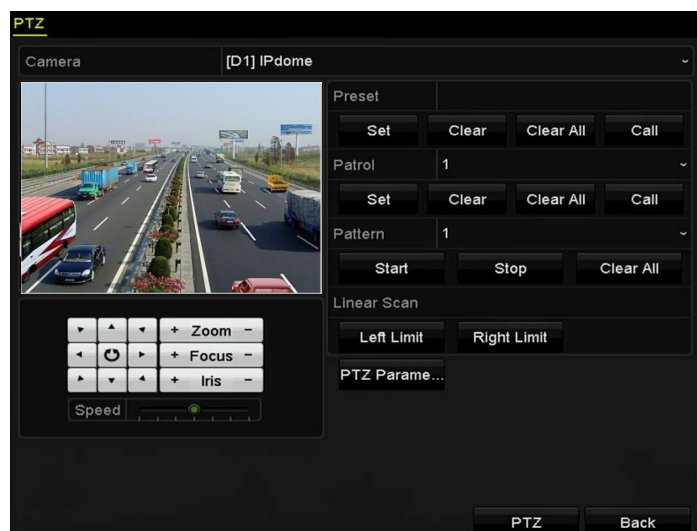 PTZ
Camera [D1] IPdome
Preset
Set Clear Clear All Call
Patrol 1
Set Clear Clear All Call
Pattern 1
Start Stop Clear All
Linear Scan
Left Limit Right Limit
PTZ Parame...
+ Zoom −
+ Focus −
+ Iris −
Speed
PTZ Back